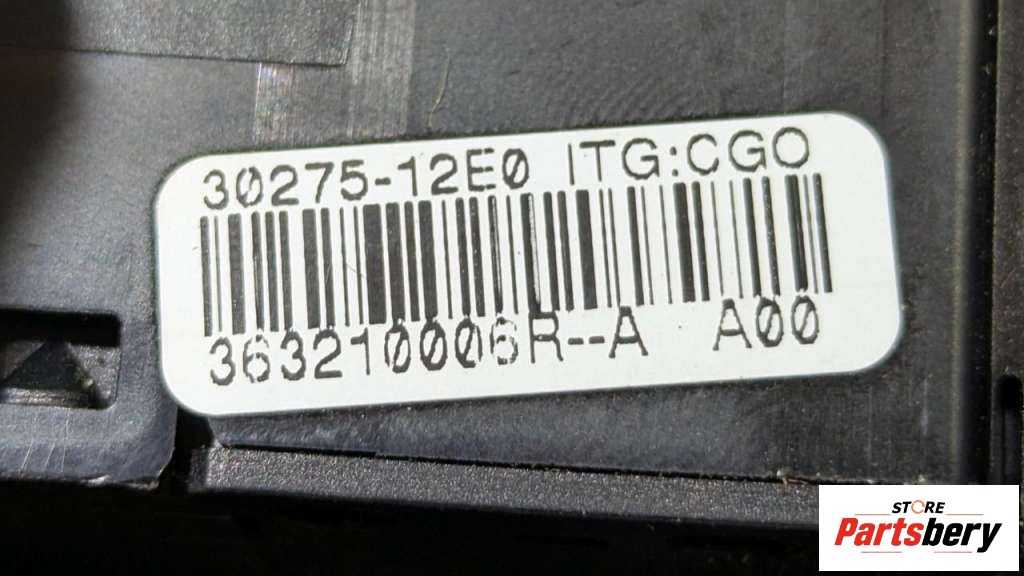 30275-12E0 ITG:CGO
363210006R--A A00
STORE
Partsbery